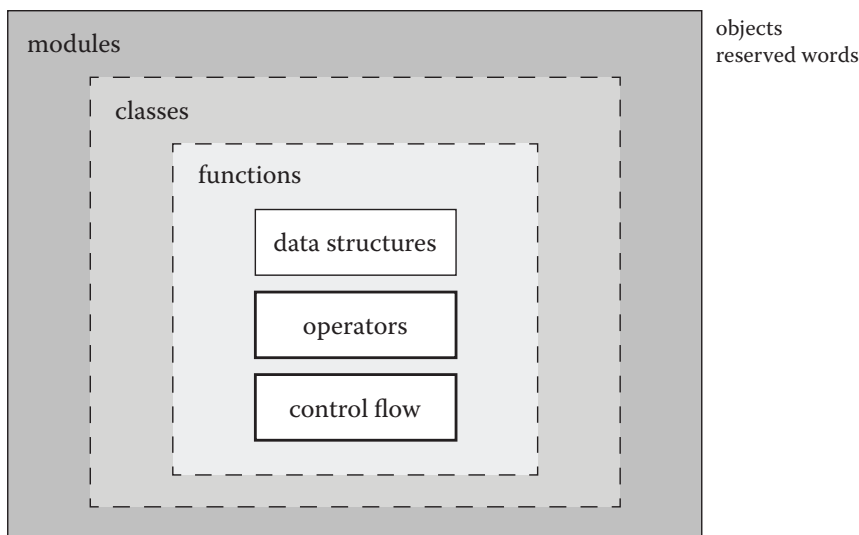 modules
objects
reserved words
classes
functions
data structures
operators
control flow